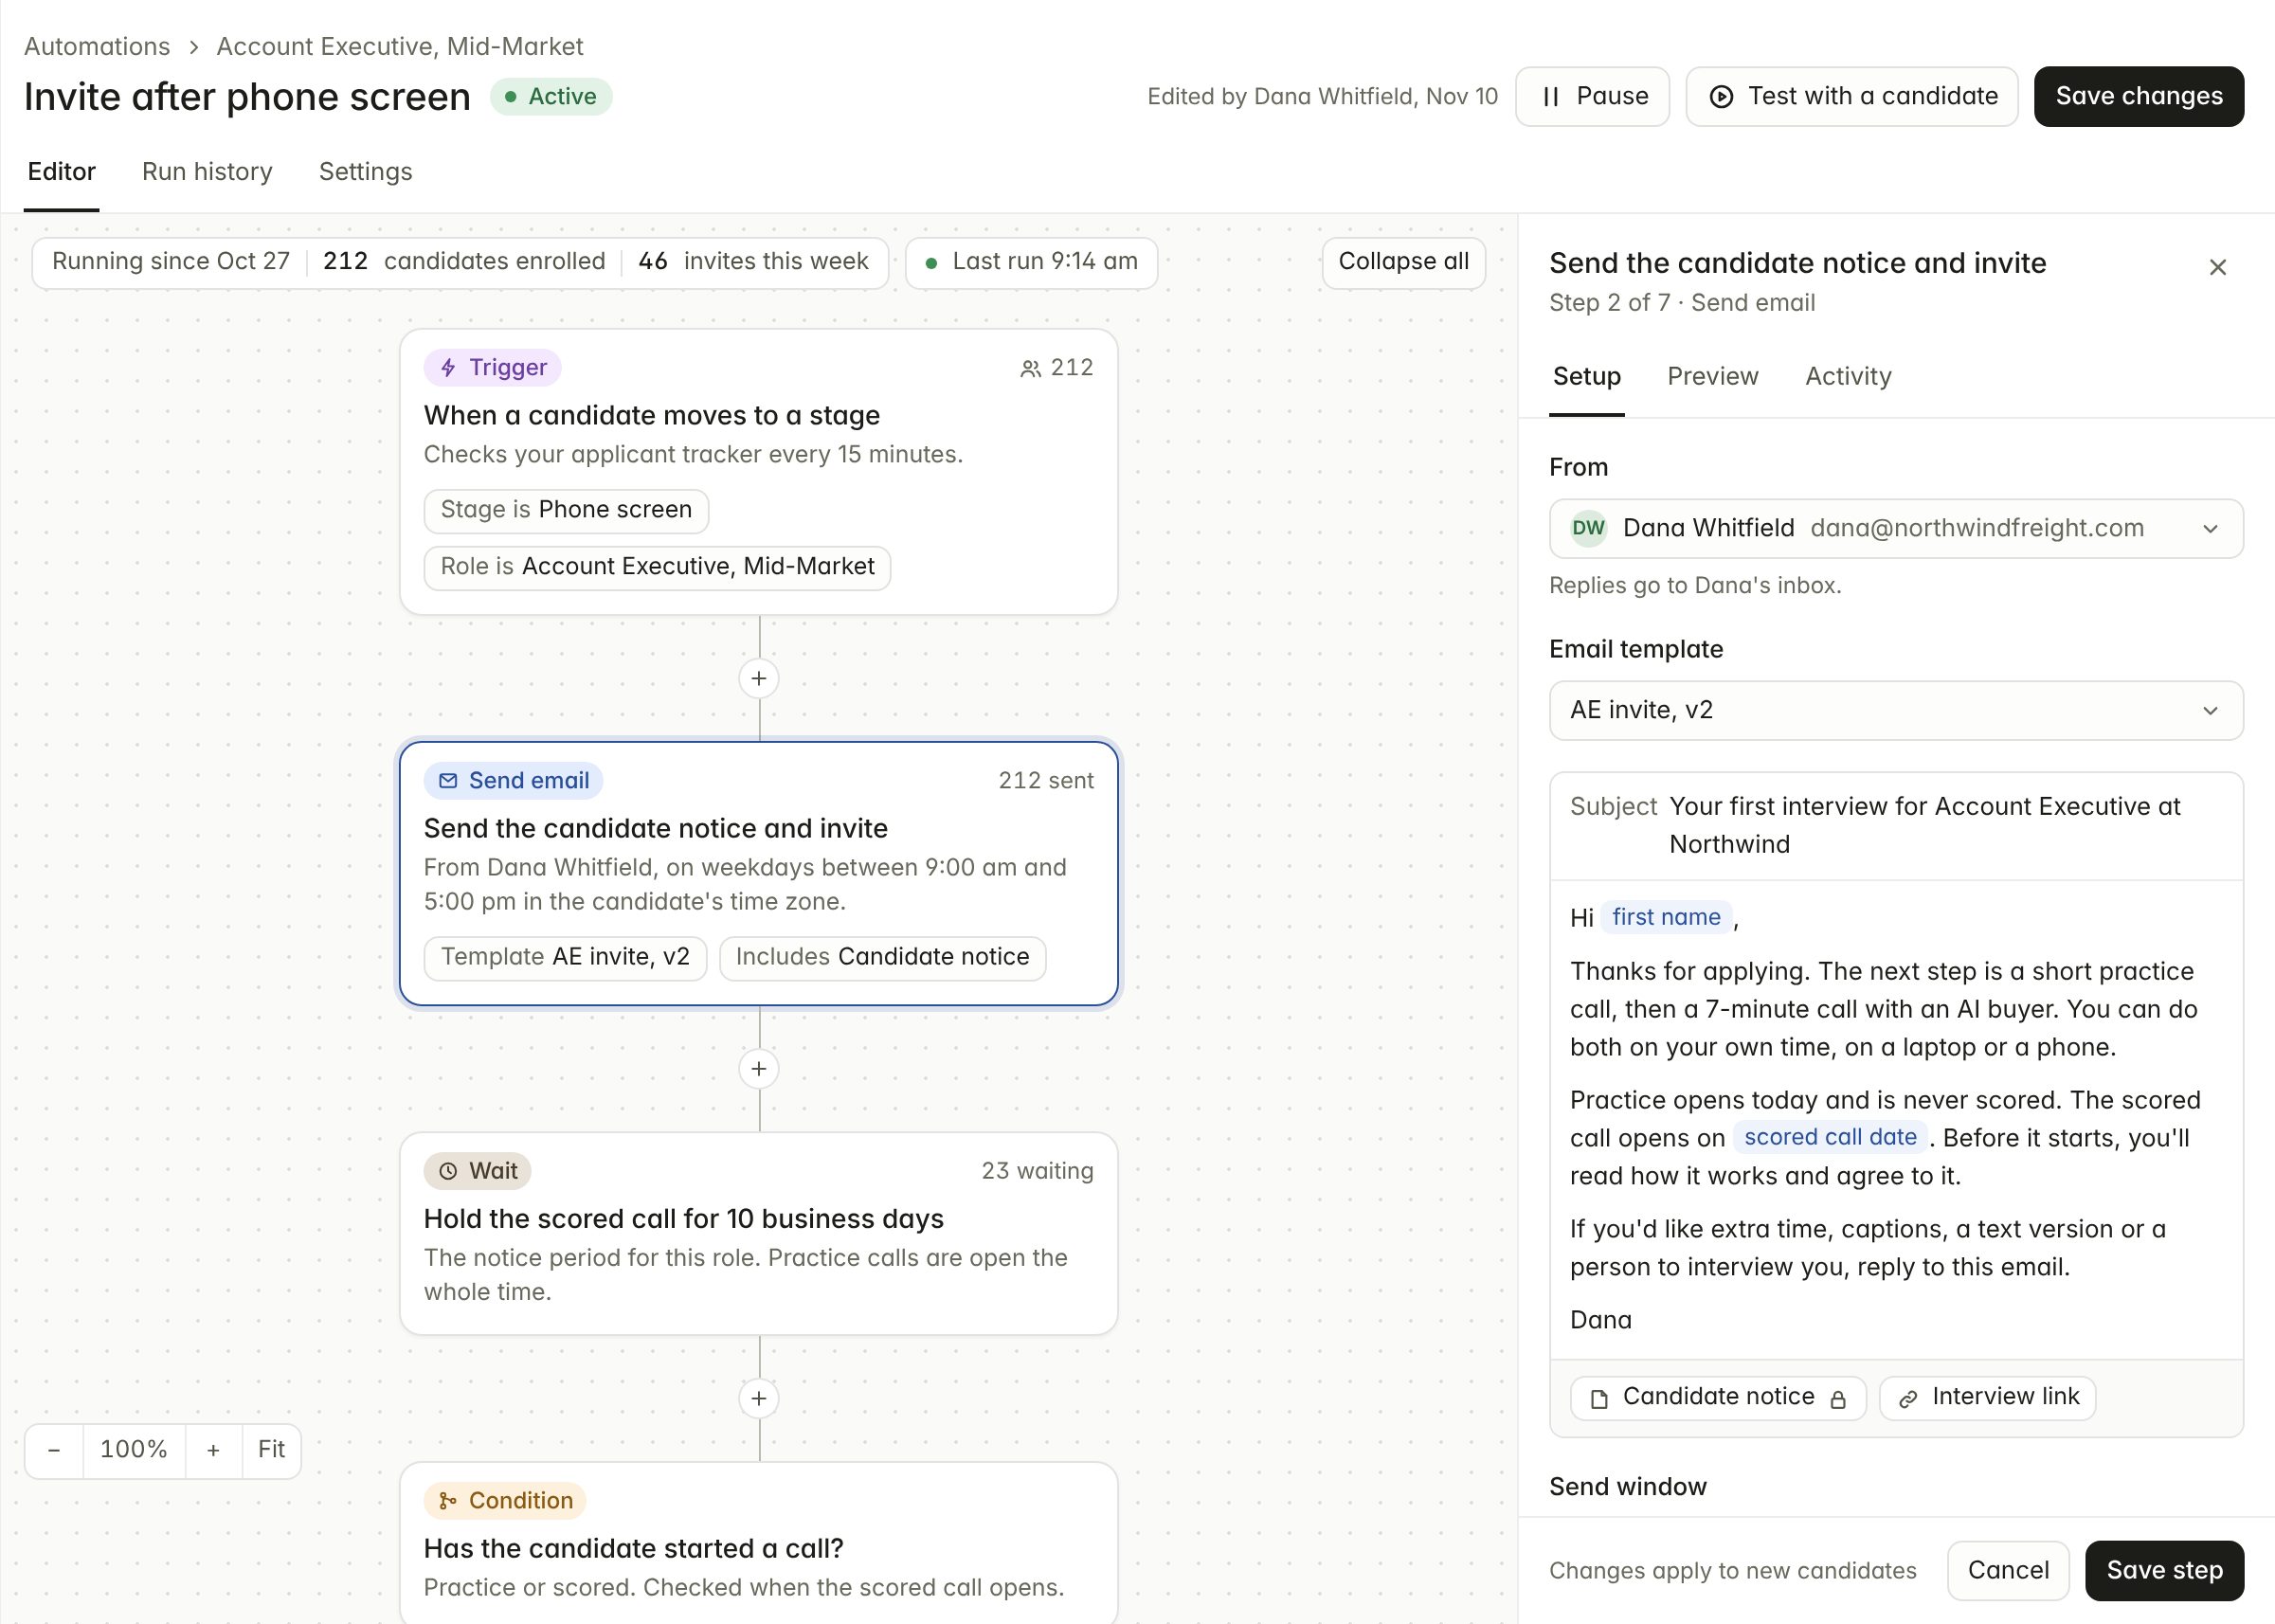 Automations > Account Executive, Mid-Market
Invite after phone screen
Active
Edited by Dana Whitfield, Nov 10
Pause
Test with a candidate
Save changes
Editor
Run history
Settings
Running since Oct 27
212 candidates enrolled
46 invites this week
Last run 9:14 am
Collapse all
Trigger
212
When a candidate moves to a stage
Checks your applicant tracker every 15 minutes.
Stage is Phone screen
Role is Account Executive, Mid-Market
+
Send email
212 sent
Send the candidate notice and invite
From Dana Whitfield, on weekdays between 9:00 am and
5:00 pm in the candidate's time zone.
Template AE invite, v2
Includes Candidate notice
+
Wait
23 waiting
Hold the scored call for 10 business days
The notice period for this role. Practice calls are open the
whole time.
+
Condition
Has the candidate started a call?
Practice or scored. Checked when the scored call opens.
−
100%
+
Fit
Send the candidate notice and invite
Step 2 of 7 · Send email
Setup
Preview
Activity
From
DW
Dana Whitfield dana@northwindfreight.com
Replies go to Dana's inbox.
Email template
AE invite, v2
Subject Your first interview for Account Executive at
Northwind
Hi first name ,
Thanks for applying. The next step is a short practice
call, then a 7-minute call with an AI buyer. You can do
both on your own time, on a laptop or a phone.
Practice opens today and is never scored. The scored
call opens on scored call date . Before it starts, you'll
read how it works and agree to it.
If you'd like extra time, captions, a text version or a
person to interview you, reply to this email.
Dana
Candidate notice
Interview link
Send window
Changes apply to new candidates
Cancel
Save step